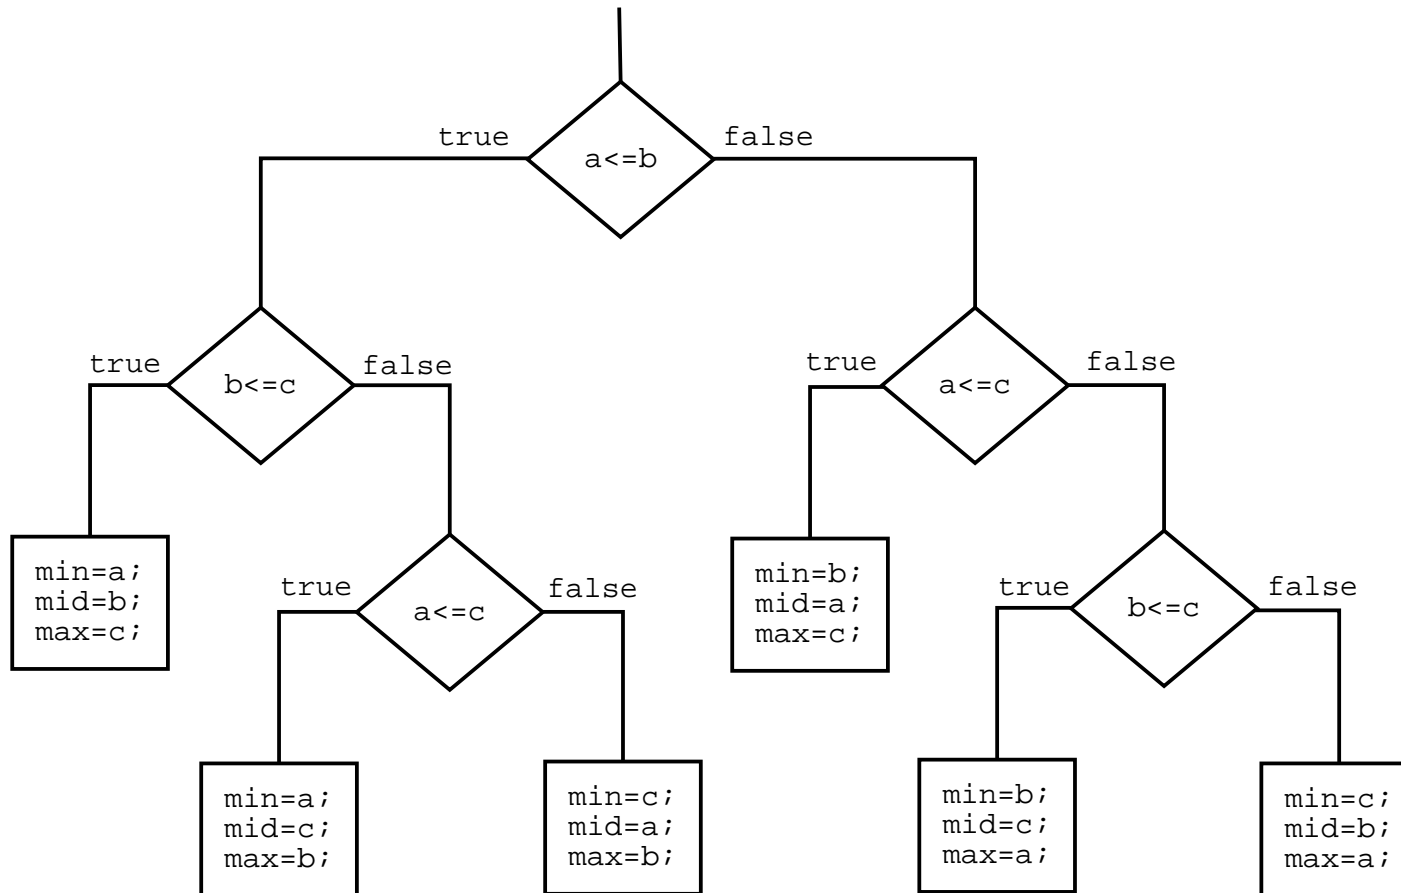 true
false
a<=b
true
false
b<=c
true
false
a<=c
min=a;
mid=b;
max=c;
true
false
a<=c
min=b;
mid=a;
max=c;
true
false
b<=c
min=a;
mid=c;
max=b;
min=c;
mid=a;
max=b;
min=b;
mid=c;
max=a;
min=c;
mid=b;
max=a;